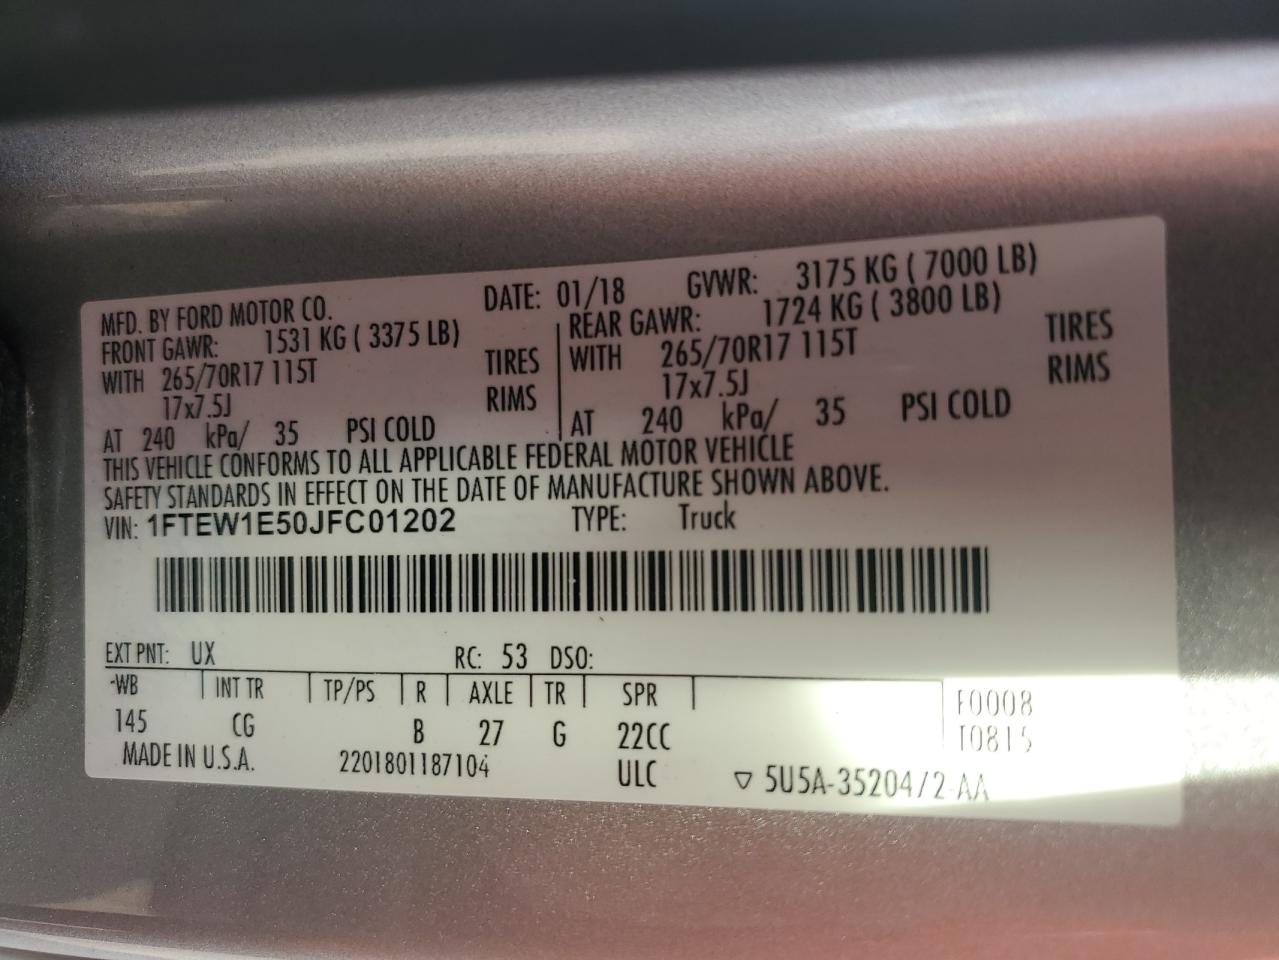 MFD. BY FORD MOTOR CO. DATE: 01/18 GVWR: 3175 KG ( 7000 LB)
FRONT GAWR: 1531 KG ( 3375 LB) REAR GAWR: 1724 KG ( 3800 LB)
WITH 265/70R17 115T TIRES WITH 265/70R17 115T TIRES
17x7.5J RIMS 17x7.5J RIMS
AT 240 kPa/ 35 PSI COLD AT 240 kPa/ 35 PSI COLD
THIS VEHICLE CONFORMS TO ALL APPLICABLE FEDERAL MOTOR VEHICLE
SAFETY STANDARDS IN EFFECT ON THE DATE OF MANUFACTURE SHOWN ABOVE.
VIN: 1FTEW1E50JFC01202 TYPE: Truck
EXT PNT: UX RC: 53 DSO:
-WB INT TR TP/PS R AXLE TR SPR F0008
145 CG B 27 G 22CC T0815
MADE IN U.S.A. 2201801187104 ULC ▽ 5U5A-35204/2-AA